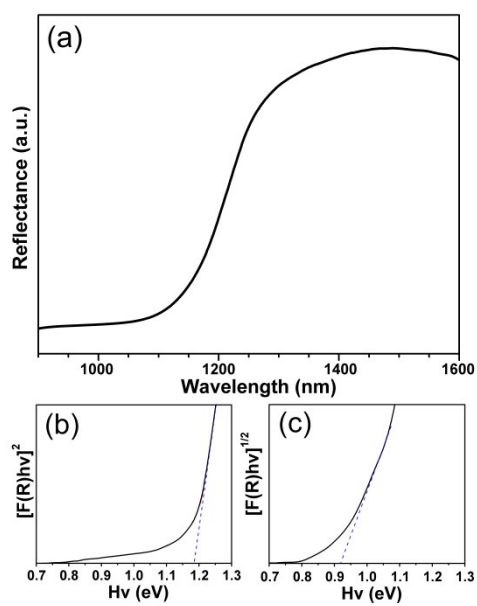 (a)
Reflectance (a.u.)
1000 1200 1400 1600
Wavelength (nm)
(b)
[F(R)hv]²
0.7 0.8 0.9 1.0 1.1 1.2 1.3
Hv (eV)
(c)
[F(R)hv]^1/2
0.7 0.8 0.9 1.0 1.1 1.2 1.3
Hv (eV)